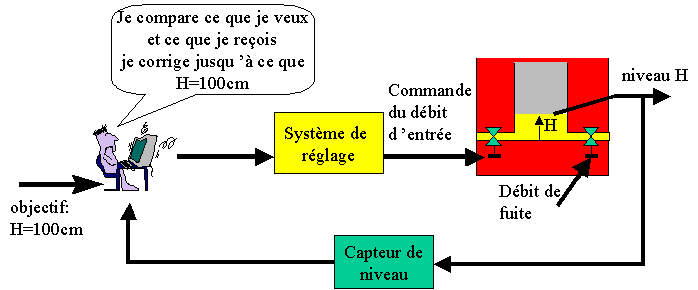 Je compare ce que je veux
et ce que je reçois
je corrige jusqu ’à ce que
H=100cm
niveau H
Commande
du débit
d ’entrée
H
Système de
réglage
Débit de
fuite
objectif:
H=100cm
Capteur de
niveau